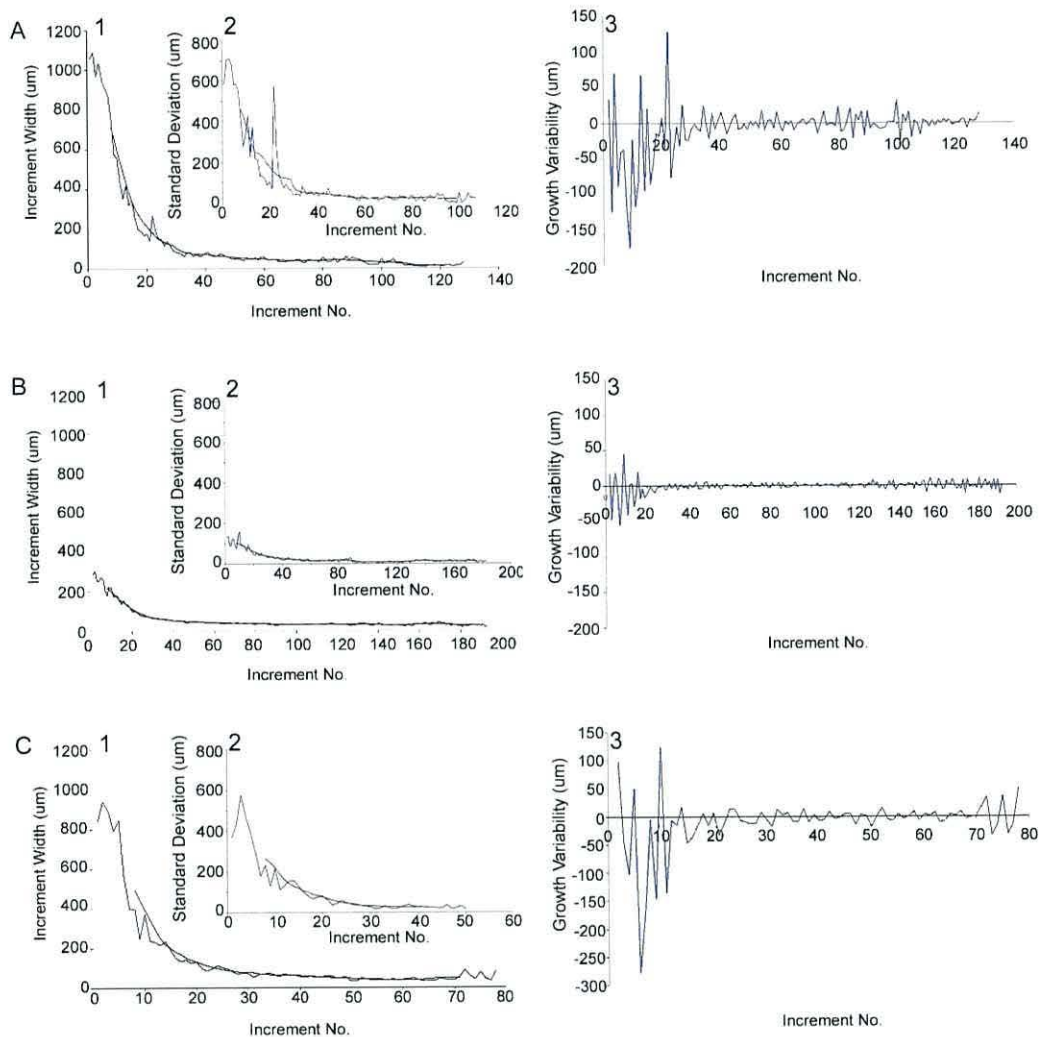 A
1
1200
1000
800
600
400
200
0
Increment Width (um)
0 20 40 60 80 100 120 140
Increment No.
2
800
600
400
200
0
Standard Deviation (um)
0 20 40 60 80 100 120
Increment No.
3
150
100
50
0
-50
-100
-150
-200
Growth Variability (um)
0 20 40 60 80 100 120 140
Increment No.
B
1
1200
1000
800
600
400
200
0
Increment Width (um)
0 20 40 60 80 100 120 140 160 180 200
Increment No.
2
800
600
400
200
0
Standard Deviation (um)
0 40 80 120 160 200
Increment No.
3
150
100
50
0
-50
-100
-150
-200
Growth Variability (um)
0 20 40 60 80 100 120 140 160 180 200
Increment No.
C
1
1200
1000
800
600
400
200
0
Increment Width (um)
0 10 20 30 40 50 60 70 80
Increment No.
2
800
600
400
200
0
Standard Deviation (um)
0 10 20 30 40 50 60
Increment No.
3
150
100
50
0
-50
-100
-150
-200
-250
-300
Growth Variability (um)
0 10 20 30 40 50 60 70 80
Increment No.